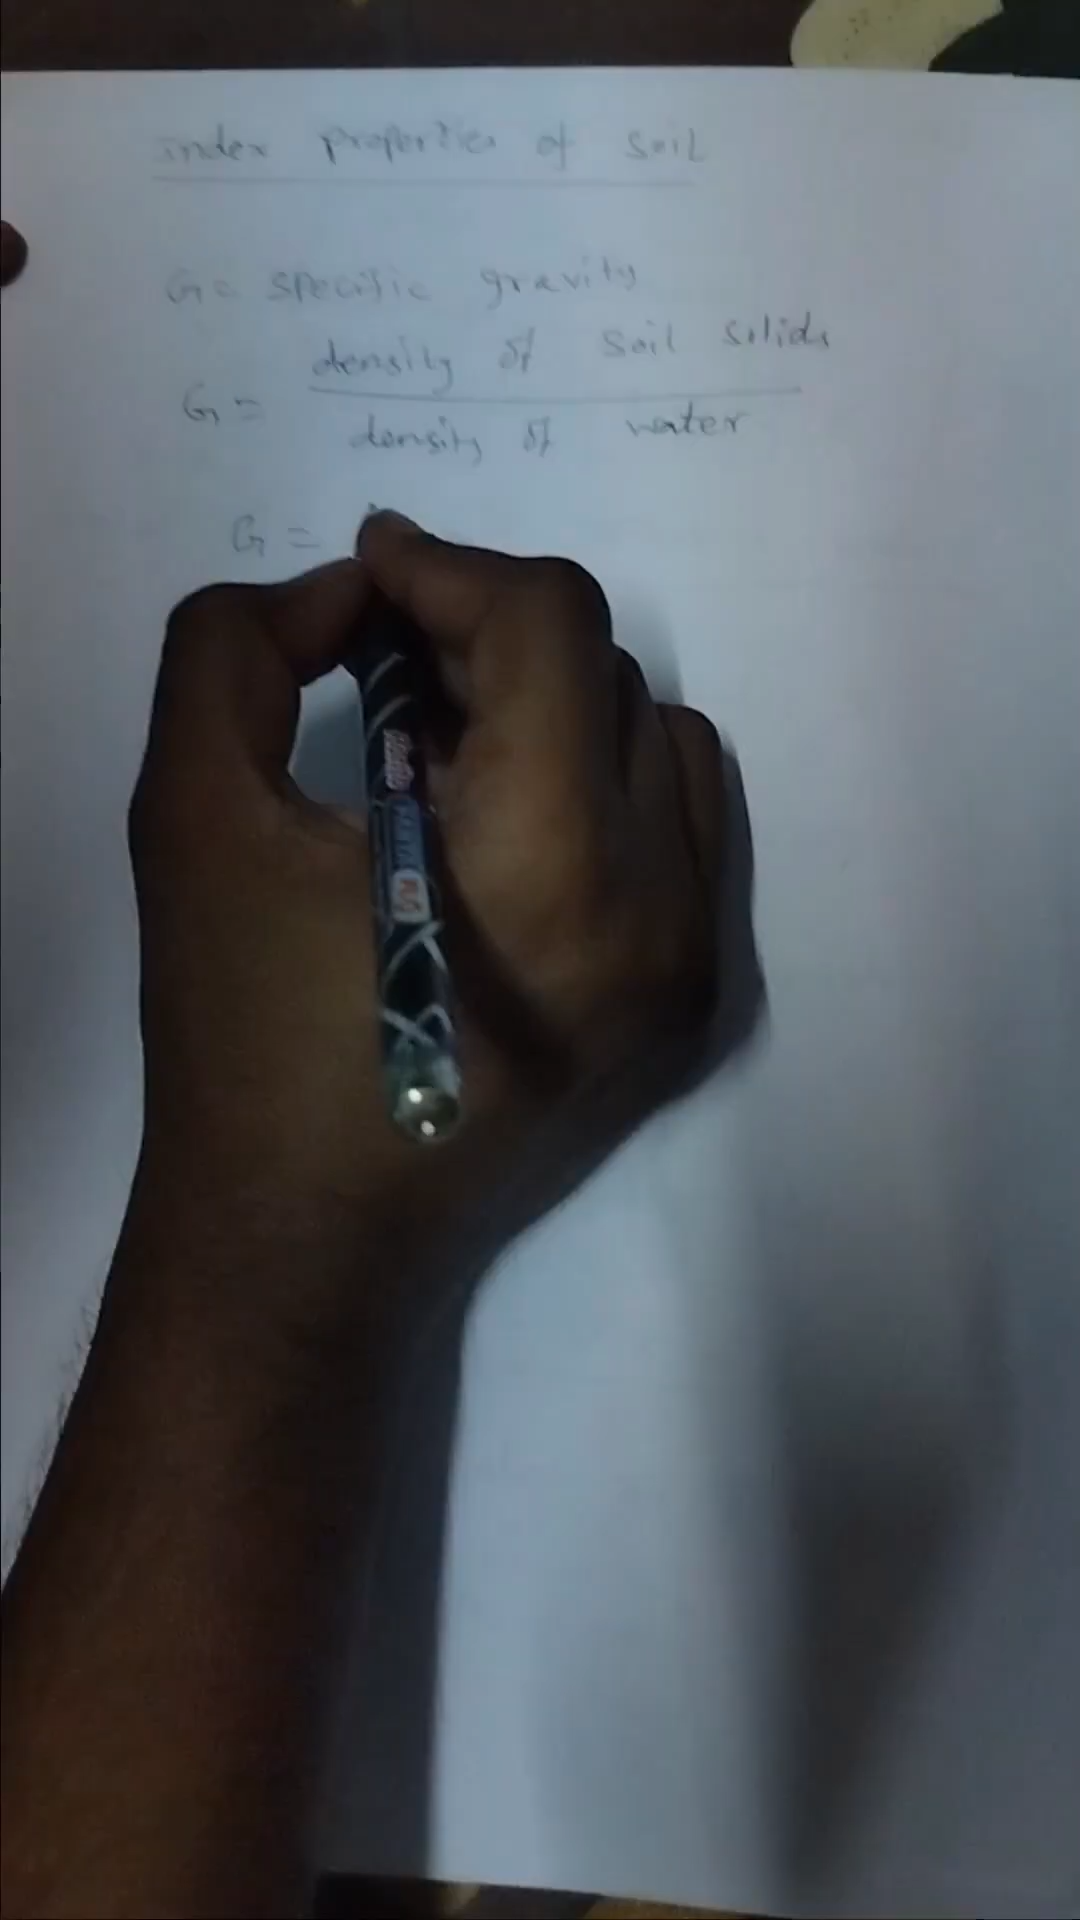 index properties of soil
G = specific gravity
density of soil solids
G =
density of water
G =